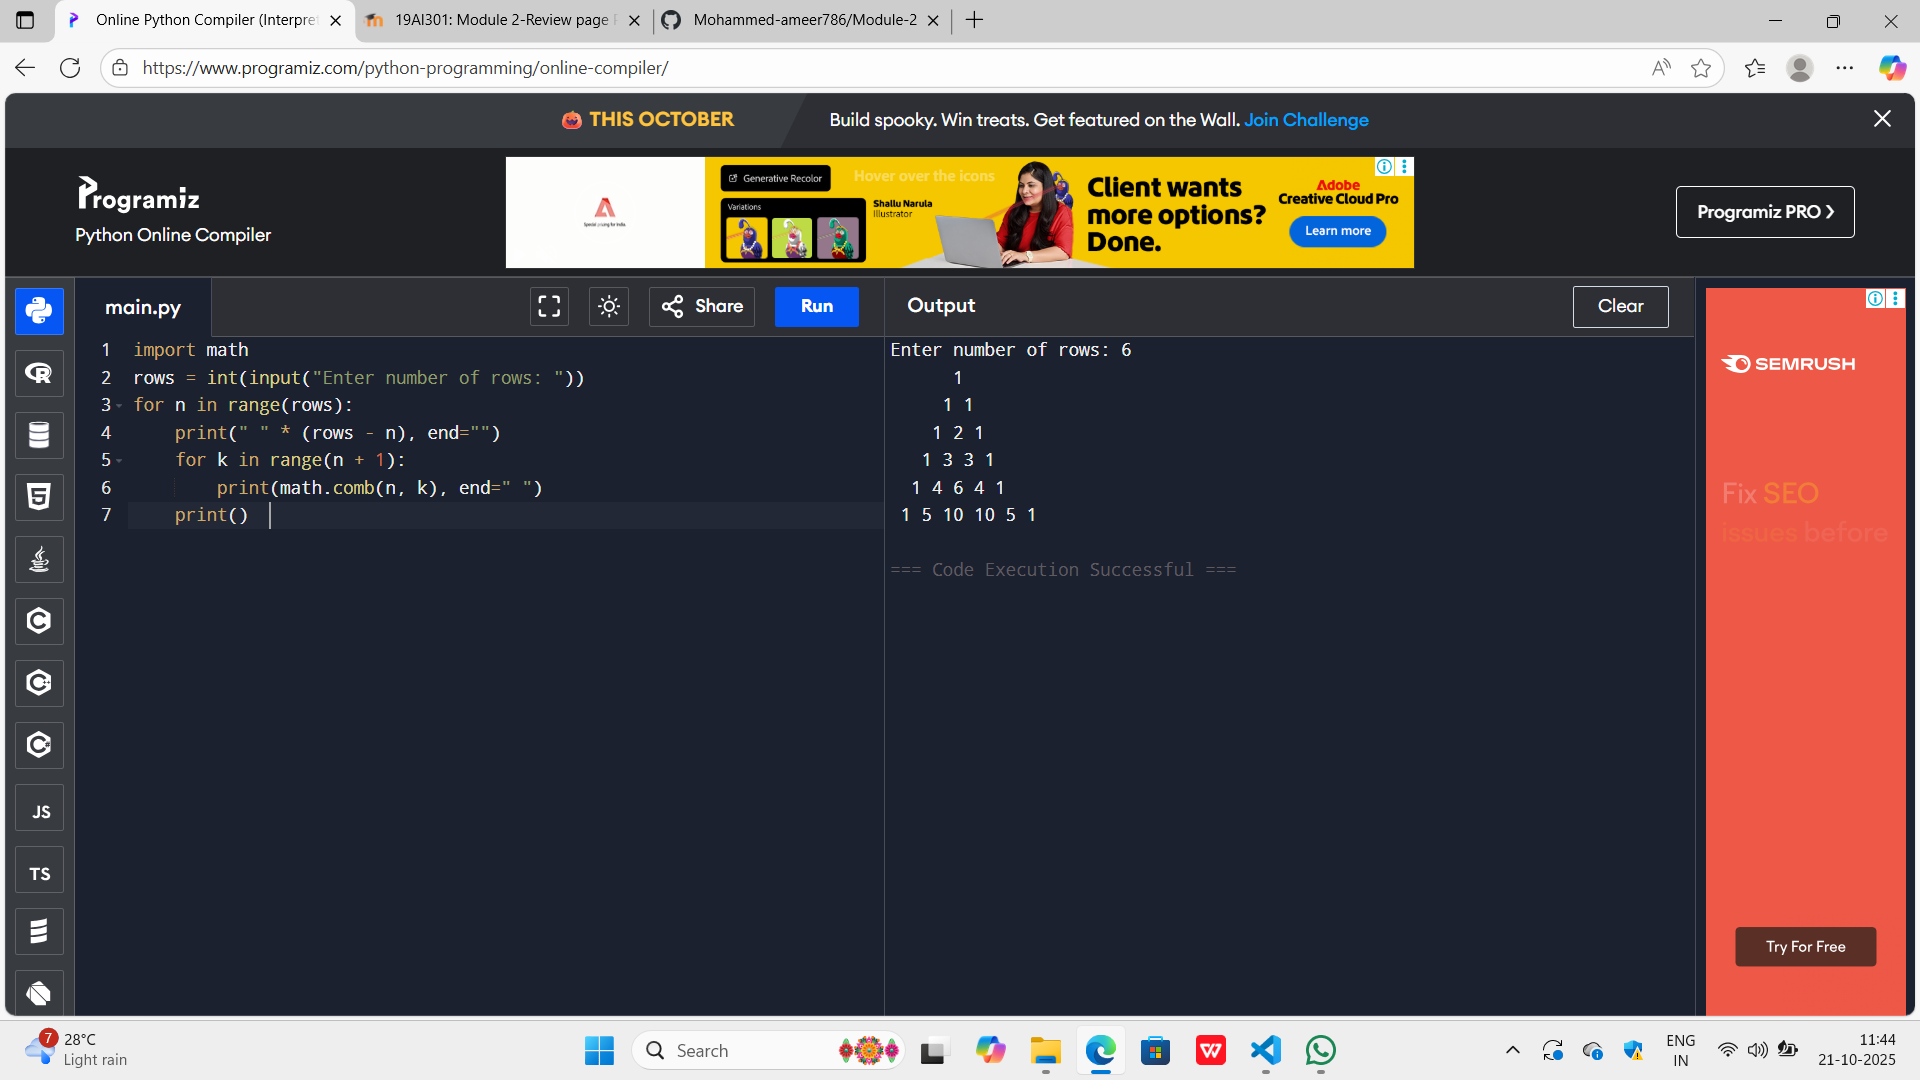 Online Python Compiler (Interpret
19AI301: Module 2-Review page
Mohammed-ameer786/Module-2
https://www.programiz.com/python-programming/online-compiler/
THIS OCTOBER
Build spooky. Win treats. Get featured on the Wall. Join Challenge
Programiz
Python Online Compiler
Special pricing for India.
Generative Recolor
Variations
Hover over the icons
Shallu Narula
Illustrator
Client wants
more options?
Done.
Adobe
Creative Cloud Pro
Learn more
Programiz PRO ›
main.py
Share
Run
Output
Clear
1 import math
2 rows = int(input("Enter number of rows: "))
3 for n in range(rows):
4     print(" " * (rows - n), end="")
5     for k in range(n + 1):
6         print(math.comb(n, k), end=" ")
7     print()
Enter number of rows: 6
      1
     1 1
    1 2 1
   1 3 3 1
  1 4 6 4 1
 1 5 10 10 5 1
=== Code Execution Successful ===
JS
TS
SEMRUSH
Fix SEO
issues before
Try For Free
7
28°C
Light rain
Search
ENG
IN
11:44
21-10-2025